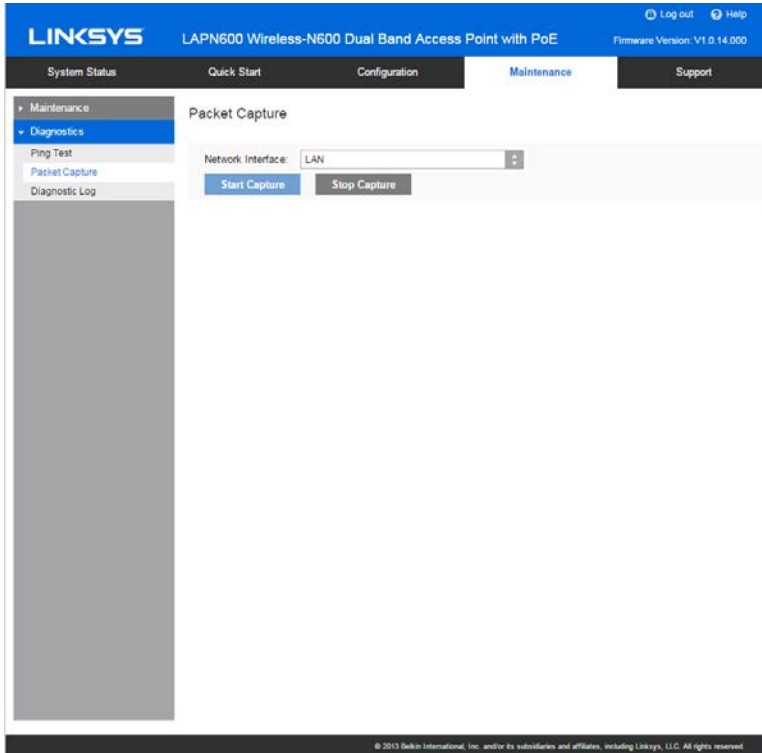 Log out Help
LINKSYS LAPN600 Wireless-N600 Dual Band Access Point with PoE Firmware Version: V1.0.14.000
System Status Quick Start Configuration Maintenance Support
Maintenance
Diagnostics
Ping Test
Packet Capture
Diagnostic Log
Packet Capture
Network Interface: LAN
Start Capture Stop Capture
© 2013 Belkin International, Inc. and/or its subsidiaries and affiliates, including Linksys, LLC. All rights reserved.